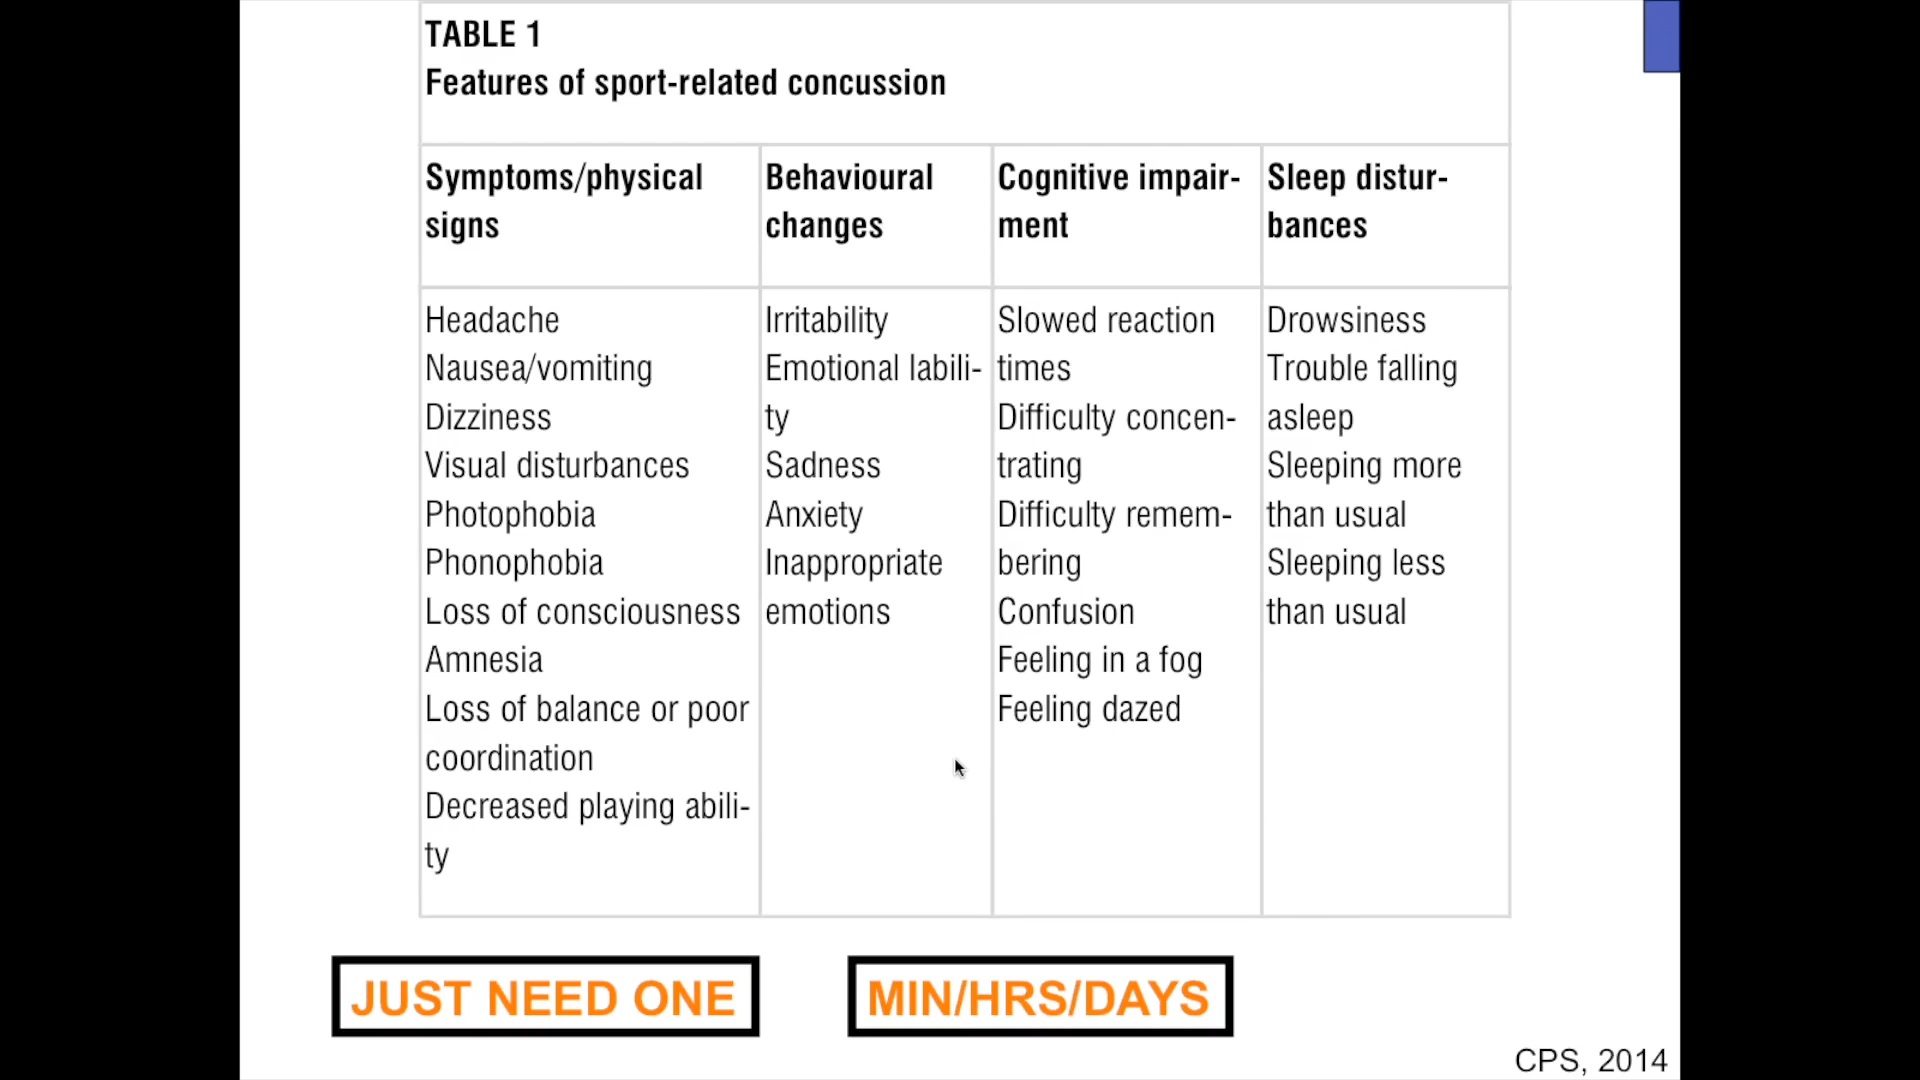 TABLE 1
Features of sport-related concussion
Symptoms/physical
signs
Behavioural
changes
Cognitive impair-
ment
Sleep distur-
bances
Headache
Nausea/vomiting
Dizziness
Visual disturbances
Photophobia
Phonophobia
Loss of consciousness
Amnesia
Loss of balance or poor
coordination
Decreased playing abili-
ty
Irritability
Emotional labili-
ty
Sadness
Anxiety
Inappropriate
emotions
Slowed reaction
times
Difficulty concen-
trating
Difficulty remem-
bering
Confusion
Feeling in a fog
Feeling dazed
Drowsiness
Trouble falling
asleep
Sleeping more
than usual
Sleeping less
than usual
JUST NEED ONE
MIN/HRS/DAYS
CPS, 2014